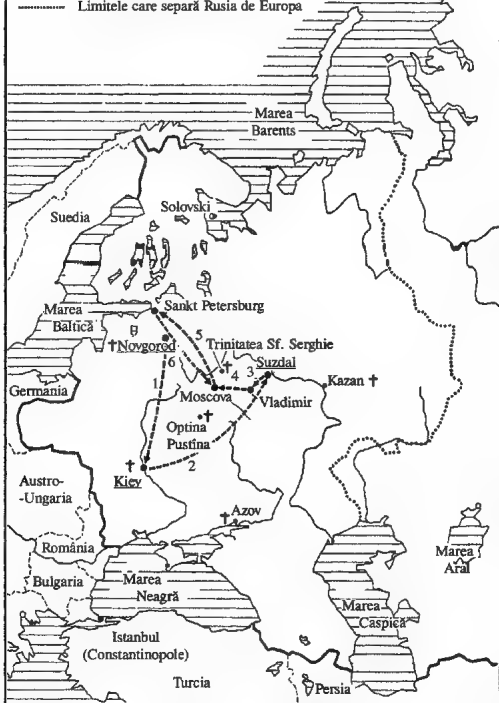 Limitele care separă Rusia de Europa
Marea
Barents
Suedia
Solovski
Sankt Petersburg
Marea
Baltică
5
Novgorod
6
Trinitatea Sf. Serghie
Suzdal
Germania
1
4
3
Kazan
Moscova
Vladimir
Optina
Pustîna
Kiev
2
Austro-
-Ungaria
Azov
România
Marea
Aral
Bulgaria
Marea
Neagră
Marea
Caspică
Istanbul
(Constantinopole)
Turcia
Persia